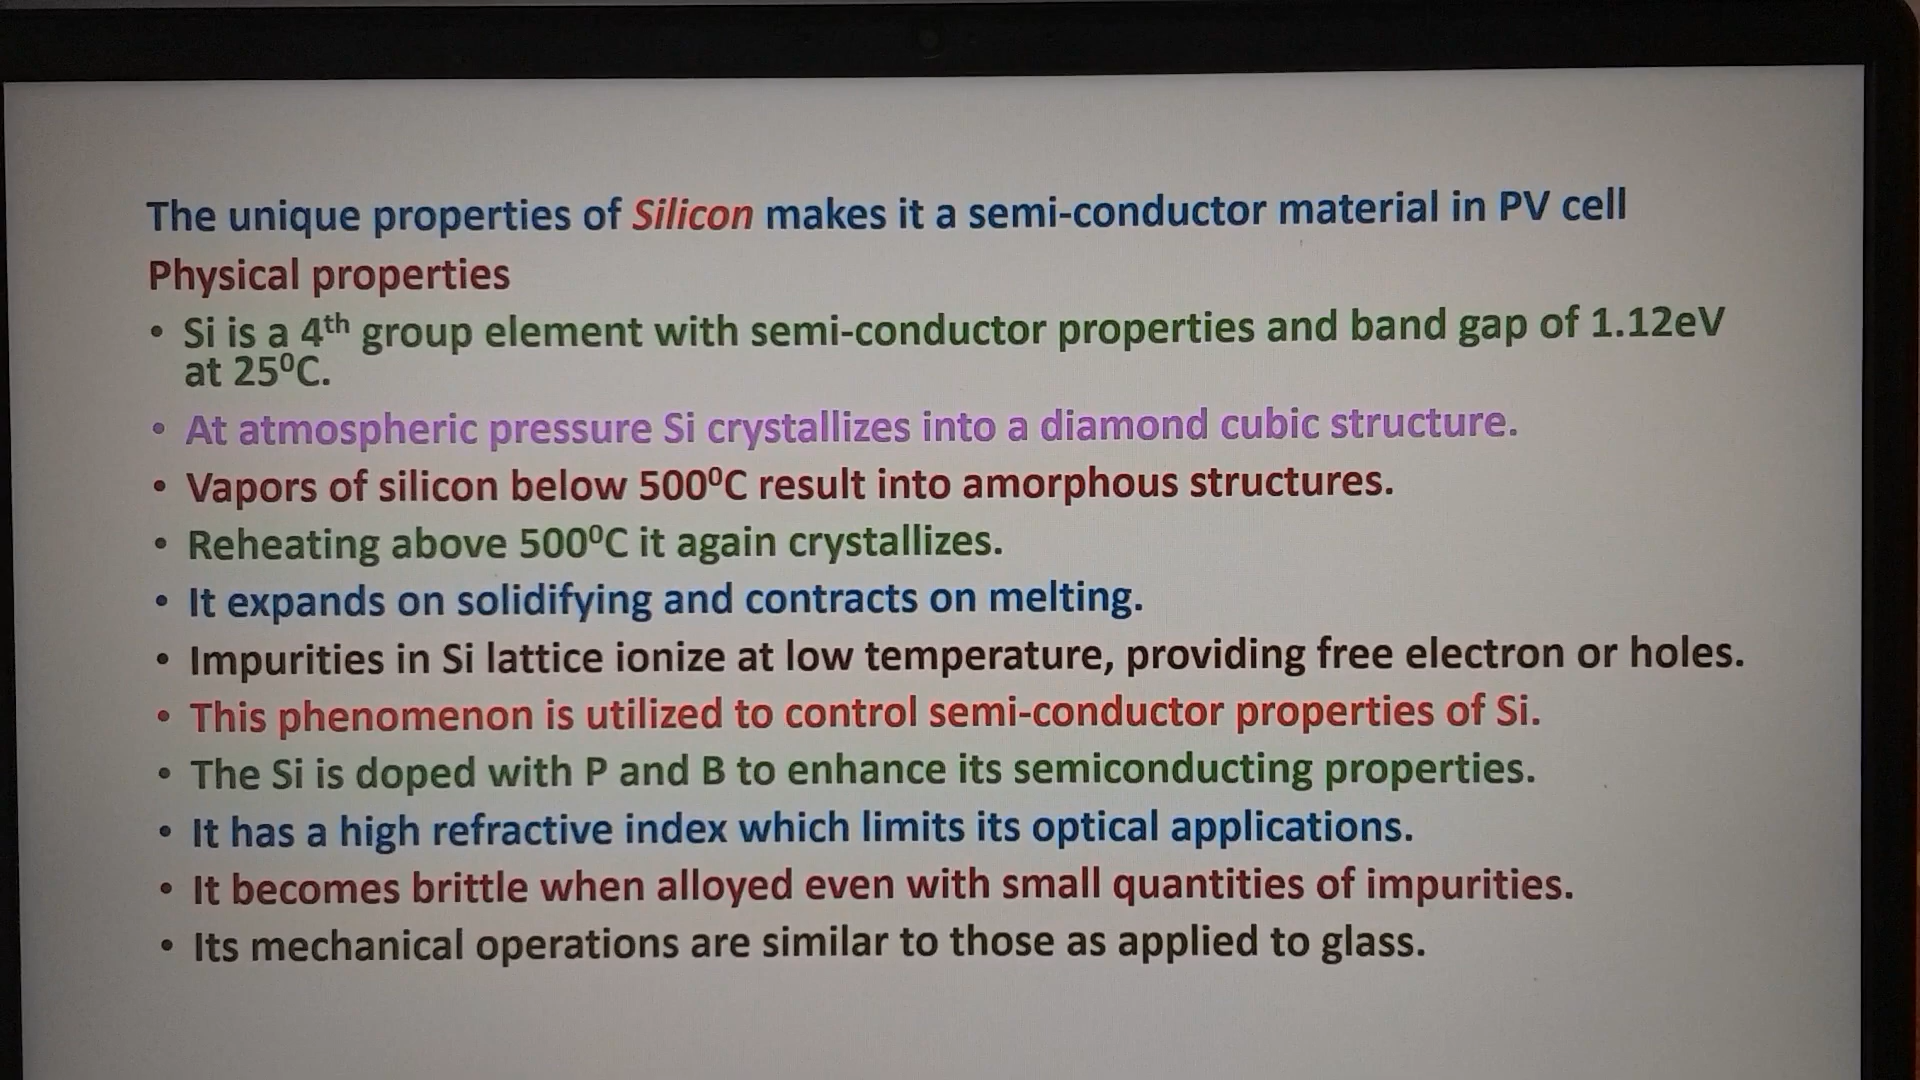 The unique properties of Silicon makes it a semi-conductor material in PV cell
Physical properties
• Si is a 4th group element with semi-conductor properties and band gap of 1.12eV
at 25⁰C.
• At atmospheric pressure Si crystallizes into a diamond cubic structure.
• Vapors of silicon below 500⁰C result into amorphous structures.
• Reheating above 500⁰C it again crystallizes.
• It expands on solidifying and contracts on melting.
• Impurities in Si lattice ionize at low temperature, providing free electron or holes.
• This phenomenon is utilized to control semi-conductor properties of Si.
• The Si is doped with P and B to enhance its semiconducting properties.
• It has a high refractive index which limits its optical applications.
• It becomes brittle when alloyed even with small quantities of impurities.
• Its mechanical operations are similar to those as applied to glass.